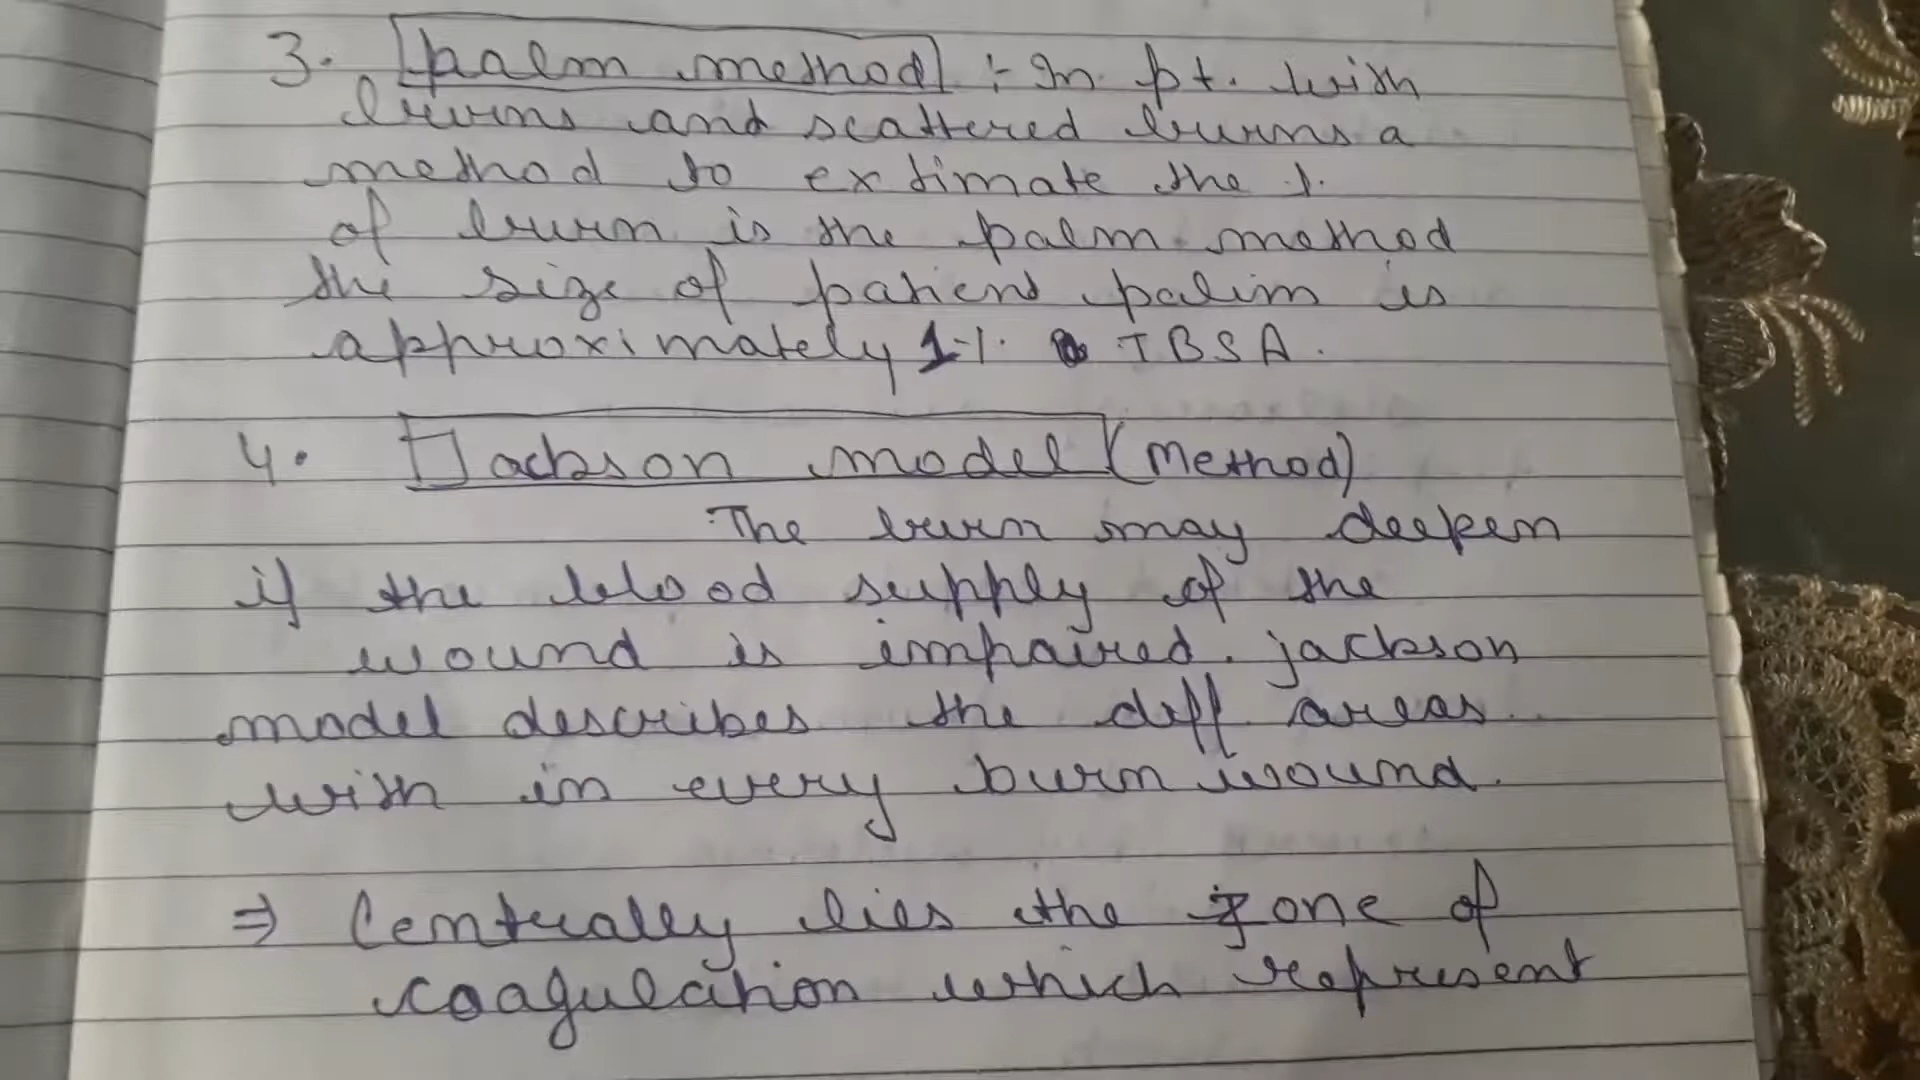 3. palm method :- In pt. with
burns and scattered burns a
method to extimate the %
of burn is the palm method
the size of patient palim is
approximately 1% TBSA.
4. Jackson model (Method)
The burn may deepen
if the blood supply of the
wound is impaired. jackson
model describes the diff areas
with in every burn wound.
⇒ Centrally lies the zone of
coagulation which represent